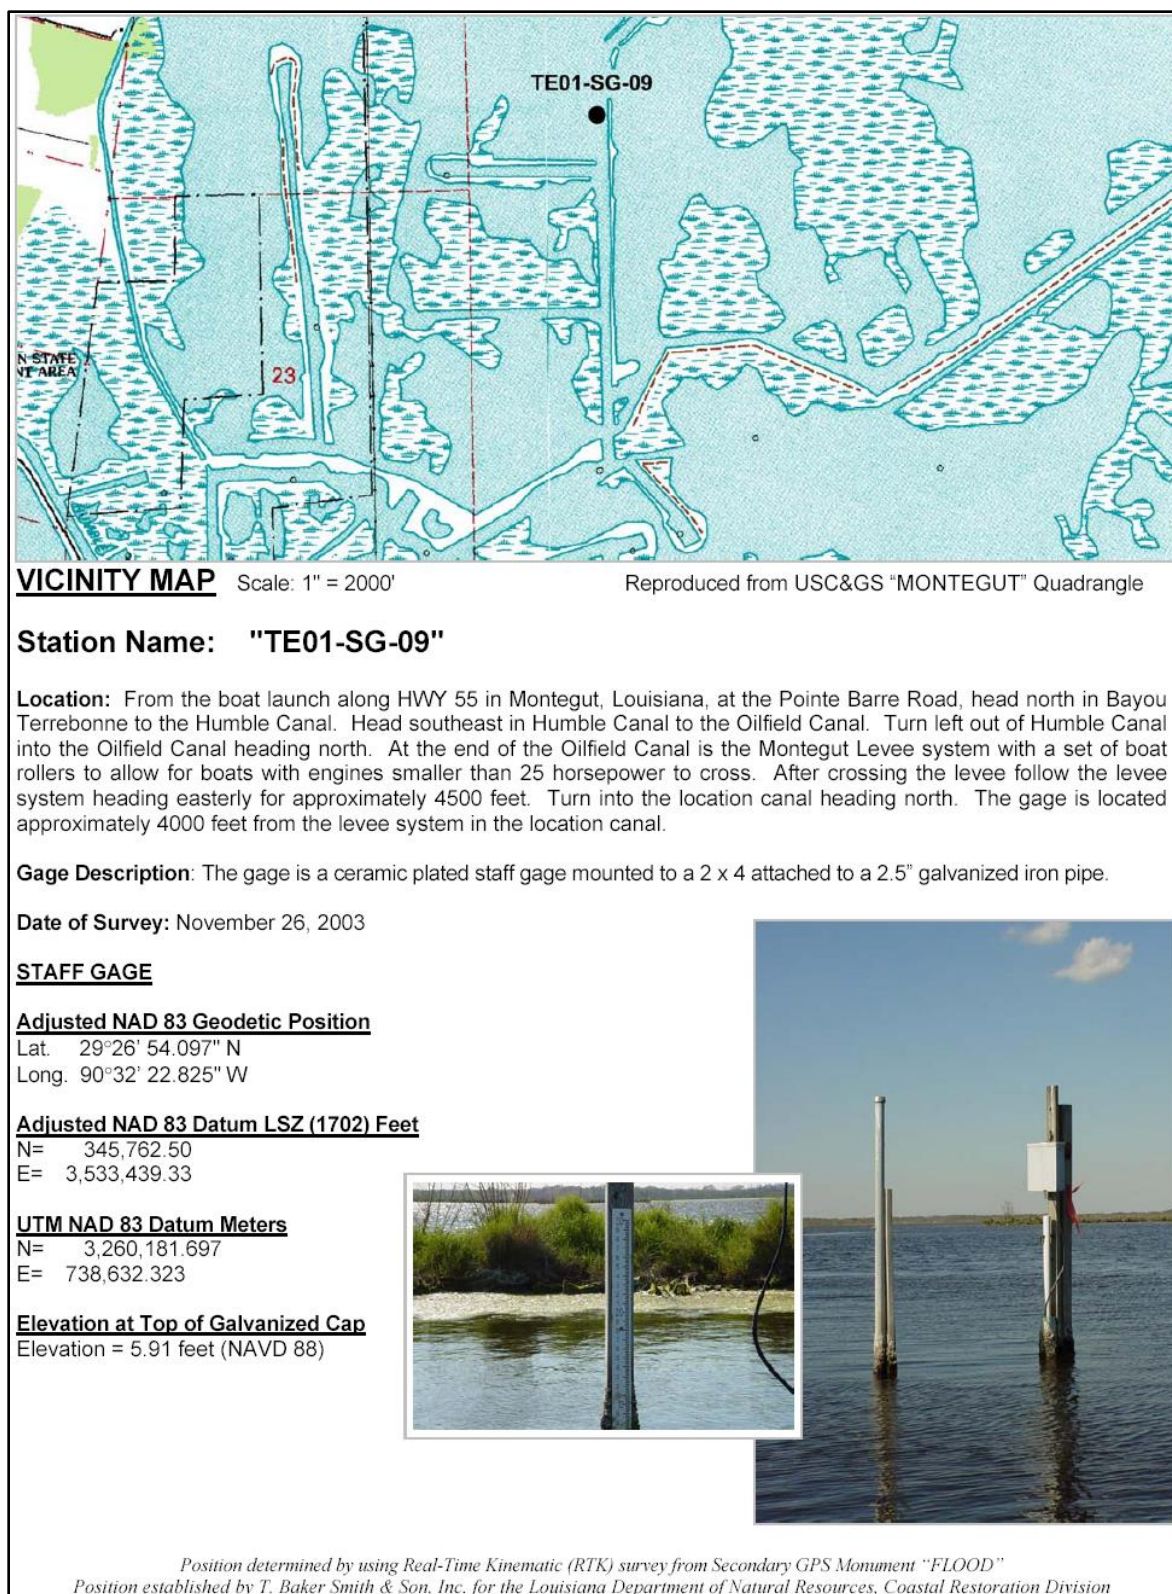 TE01-SG-09
N STATE
NT AREA
23
VICINITY MAP Scale: 1" = 2000' Reproduced from USC&GS “MONTEGUT” Quadrangle
Station Name: "TE01-SG-09"
Location: From the boat launch along HWY 55 in Montegut, Louisiana, at the Pointe Barre Road, head north in Bayou
Terrebonne to the Humble Canal. Head southeast in Humble Canal to the Oilfield Canal. Turn left out of Humble Canal
into the Oilfield Canal heading north. At the end of the Oilfield Canal is the Montegut Levee system with a set of boat
rollers to allow for boats with engines smaller than 25 horsepower to cross. After crossing the levee follow the levee
system heading easterly for approximately 4500 feet. Turn into the location canal heading north. The gage is located
approximately 4000 feet from the levee system in the location canal.
Gage Description: The gage is a ceramic plated staff gage mounted to a 2 x 4 attached to a 2.5” galvanized iron pipe.
Date of Survey: November 26, 2003
STAFF GAGE
Adjusted NAD 83 Geodetic Position
Lat. 29°26’ 54.097" N
Long. 90°32’ 22.825" W
Adjusted NAD 83 Datum LSZ (1702) Feet
N= 345,762.50
E= 3,533,439.33
UTM NAD 83 Datum Meters
N= 3,260,181.697
E= 738,632.323
Elevation at Top of Galvanized Cap
Elevation = 5.91 feet (NAVD 88)
Position determined by using Real-Time Kinematic (RTK) survey from Secondary GPS Monument “FLOOD”
Position established by T. Baker Smith & Son, Inc. for the Louisiana Department of Natural Resources, Coastal Restoration Division